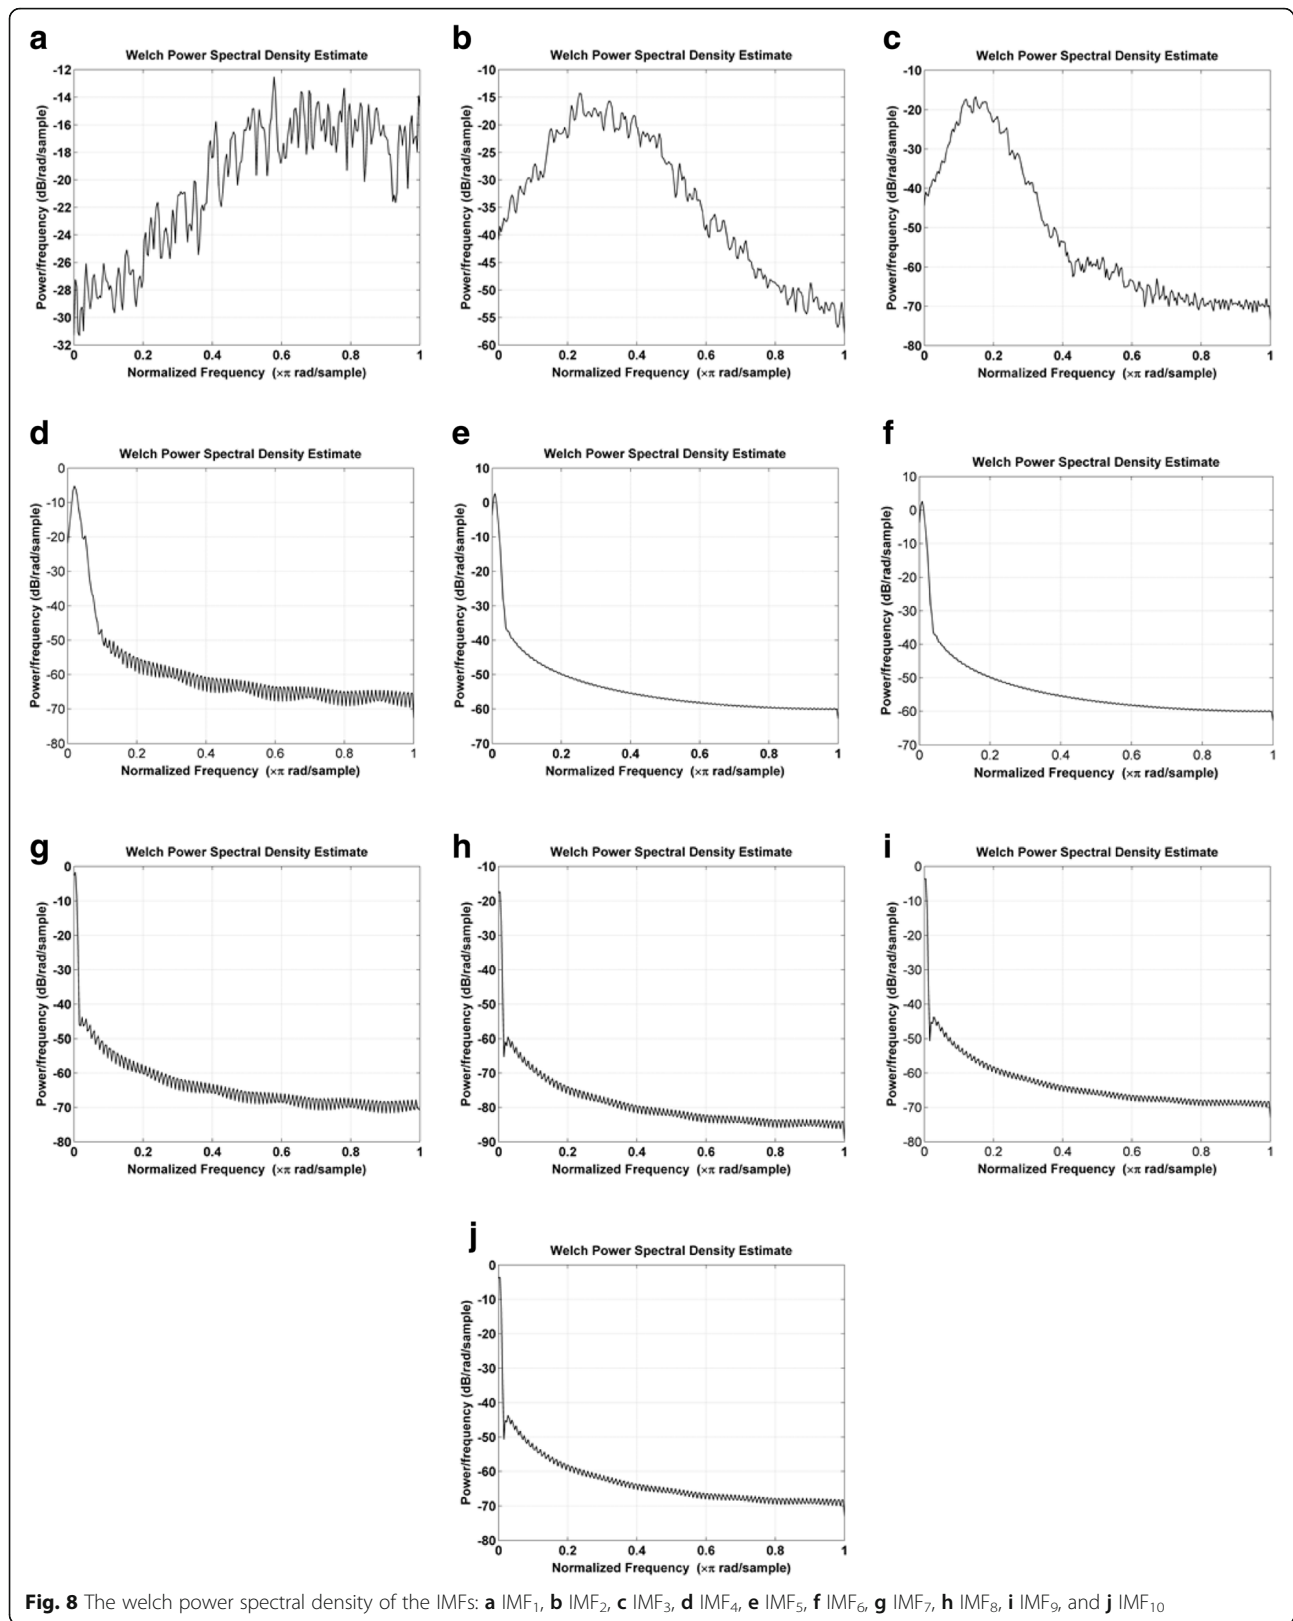 a
Welch Power Spectral Density Estimate
Power/frequency (dB/rad/sample)
-12
-14
-16
-18
-20
-22
-24
-26
-28
-30
-32
0 0.2 0.4 0.6 0.8 1
Normalized Frequency (×π rad/sample)
b
Welch Power Spectral Density Estimate
Power/frequency (dB/rad/sample)
-10
-15
-20
-25
-30
-35
-40
-45
-50
-55
-60
0 0.2 0.4 0.6 0.8 1
Normalized Frequency (×π rad/sample)
c
Welch Power Spectral Density Estimate
Power/frequency (dB/rad/sample)
-10
-20
-30
-40
-50
-60
-70
-80
0 0.2 0.4 0.6 0.8 1
Normalized Frequency (×π rad/sample)
d
Welch Power Spectral Density Estimate
Power/frequency (dB/rad/sample)
0
-10
-20
-30
-40
-50
-60
-70
-80
0 0.2 0.4 0.6 0.8 1
Normalized Frequency (×π rad/sample)
e
Welch Power Spectral Density Estimate
Power/frequency (dB/rad/sample)
10
0
-10
-20
-30
-40
-50
-60
-70
0 0.2 0.4 0.6 0.8 1
Normalized Frequency (×π rad/sample)
f
Welch Power Spectral Density Estimate
Power/frequency (dB/rad/sample)
10
0
-10
-20
-30
-40
-50
-60
-70
0 0.2 0.4 0.6 0.8 1
Normalized Frequency (×π rad/sample)
g
Welch Power Spectral Density Estimate
Power/frequency (dB/rad/sample)
0
-10
-20
-30
-40
-50
-60
-70
-80
0 0.2 0.4 0.6 0.8 1
Normalized Frequency (×π rad/sample)
h
Welch Power Spectral Density Estimate
Power/frequency (dB/rad/sample)
-10
-20
-30
-40
-50
-60
-70
-80
-90
0 0.2 0.4 0.6 0.8 1
Normalized Frequency (×π rad/sample)
i
Welch Power Spectral Density Estimate
Power/frequency (dB/rad/sample)
0
-10
-20
-30
-40
-50
-60
-70
-80
0 0.2 0.4 0.6 0.8 1
Normalized Frequency (×π rad/sample)
j
Welch Power Spectral Density Estimate
Power/frequency (dB/rad/sample)
0
-10
-20
-30
-40
-50
-60
-70
-80
0 0.2 0.4 0.6 0.8 1
Normalized Frequency (×π rad/sample)
Fig. 8 The welch power spectral density of the IMFs: a IMF₁, b IMF₂, c IMF₃, d IMF₄, e IMF₅, f IMF₆, g IMF₇, h IMF₈, i IMF₉, and j IMF₁₀